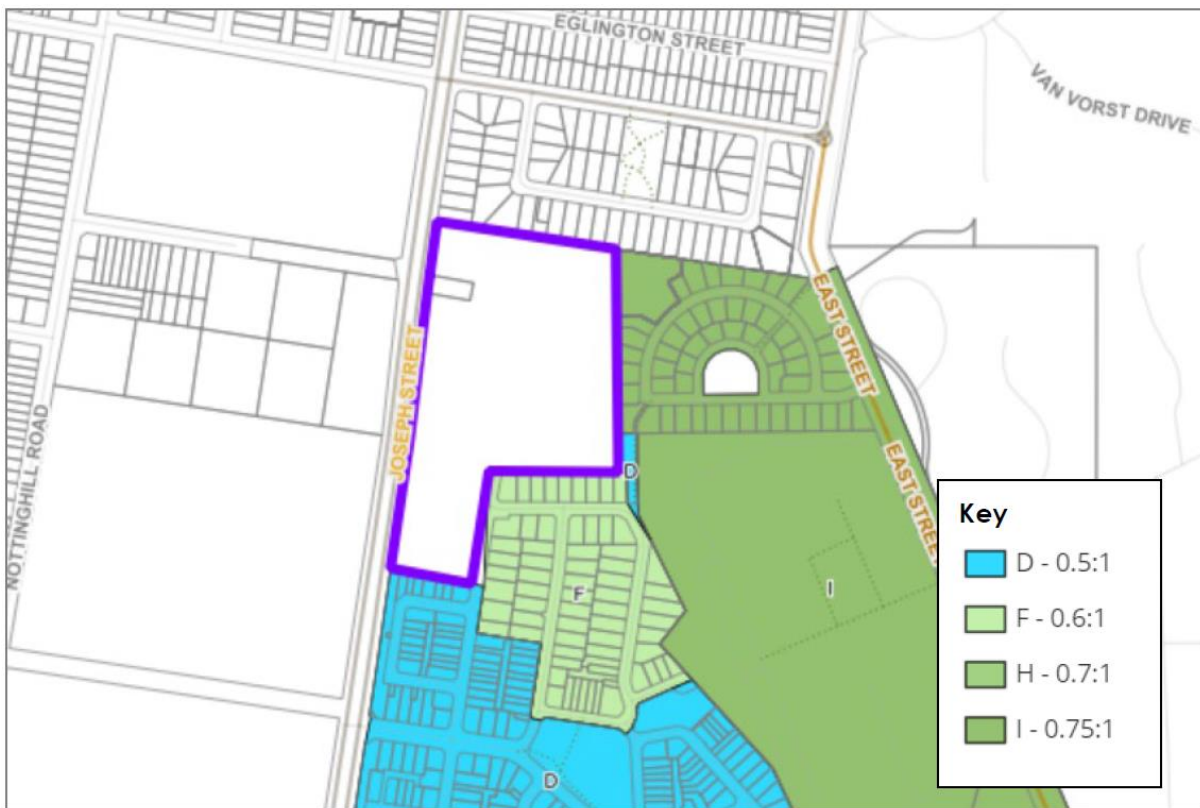 EGLINGTON STREET
VAN VORST DRIVE
EAST STREET
JOSEPH STREET
NOTTINGHILL ROAD
EAST STREET
D
F
I
D
Key
D - 0.5:1
F - 0.6:1
H - 0.7:1
I - 0.75:1